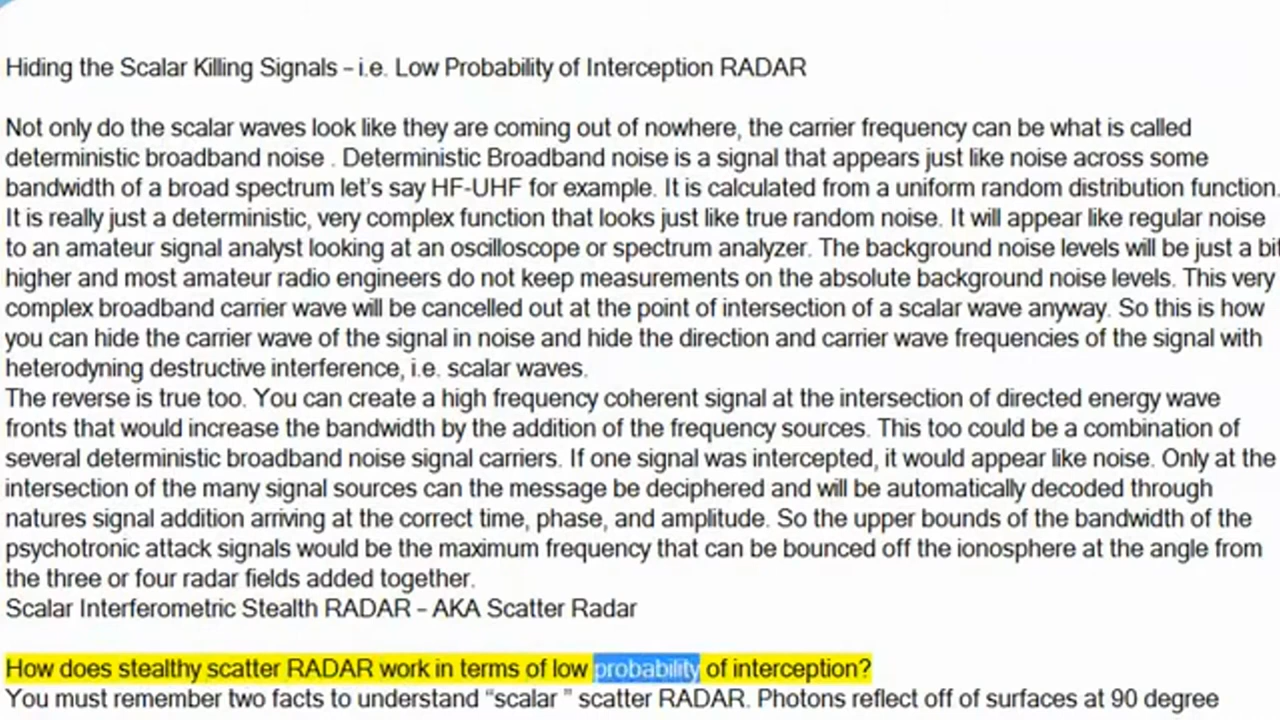 Hiding the Scalar Killing Signals – i.e. Low Probability of Interception RADAR
Not only do the scalar waves look like they are coming out of nowhere, the carrier frequency can be what is called
deterministic broadband noise . Deterministic Broadband noise is a signal that appears just like noise across some
bandwidth of a broad spectrum let's say HF-UHF for example. It is calculated from a uniform random distribution function.
It is really just a deterministic, very complex function that looks just like true random noise. It will appear like regular noise
to an amateur signal analyst looking at an oscilloscope or spectrum analyzer. The background noise levels will be just a bit
higher and most amateur radio engineers do not keep measurements on the absolute background noise levels. This very
complex broadband carrier wave will be cancelled out at the point of intersection of a scalar wave anyway. So this is how
you can hide the carrier wave of the signal in noise and hide the direction and carrier wave frequencies of the signal with
heterodyning destructive interference, i.e. scalar waves.
The reverse is true too. You can create a high frequency coherent signal at the intersection of directed energy wave
fronts that would increase the bandwidth by the addition of the frequency sources. This too could be a combination of
several deterministic broadband noise signal carriers. If one signal was intercepted, it would appear like noise. Only at the
intersection of the many signal sources can the message be deciphered and will be automatically decoded through
natures signal addition arriving at the correct time, phase, and amplitude. So the upper bounds of the bandwidth of the
psychotronic attack signals would be the maximum frequency that can be bounced off the ionosphere at the angle from
the three or four radar fields added together.
Scalar Interferometric Stealth RADAR – AKA Scatter Radar
How does stealthy scatter RADAR work in terms of low probability of interception?
You must remember two facts to understand “scalar ” scatter RADAR. Photons reflect off of surfaces at 90 degree